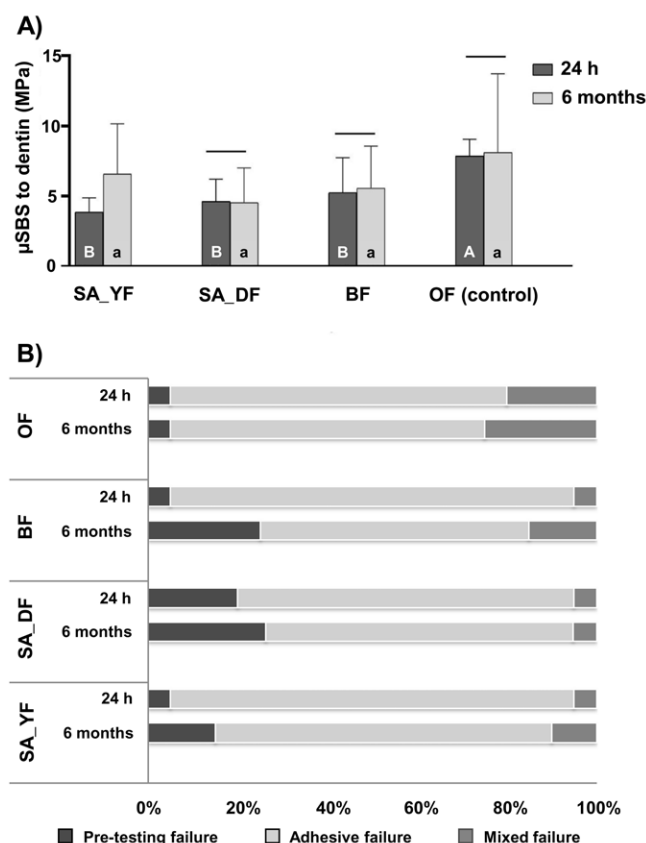 A)
µSBS to dentin (MPa)
15
10
5
0
24 h
6 months
B a
B a
B a
A a
SA_YF SA_DF BF OF (control)
B)
OF
24 h
6 months
BF
24 h
6 months
SA_DF
24 h
6 months
SA_YF
24 h
6 months
0% 20% 40% 60% 80% 100%
Pre-testing failure Adhesive failure Mixed failure